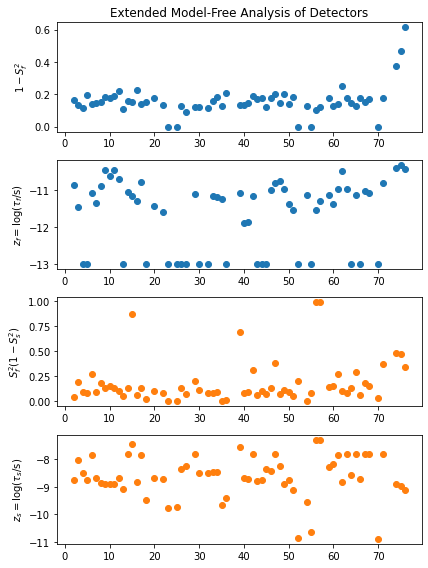 Extended Model-Free Analysis of Detectors
1 − S_f^2
0.6
0.4
0.2
0.0
0 10 20 30 40 50 60 70
z_f = log(τ_f/s)
−11
−12
−13
0 10 20 30 40 50 60 70
S_f^2(1 − S_s^2)
1.00
0.75
0.50
0.25
0.00
0 10 20 30 40 50 60 70
z_s = log(τ_s/s)
−8
−9
−10
−11
0 10 20 30 40 50 60 70